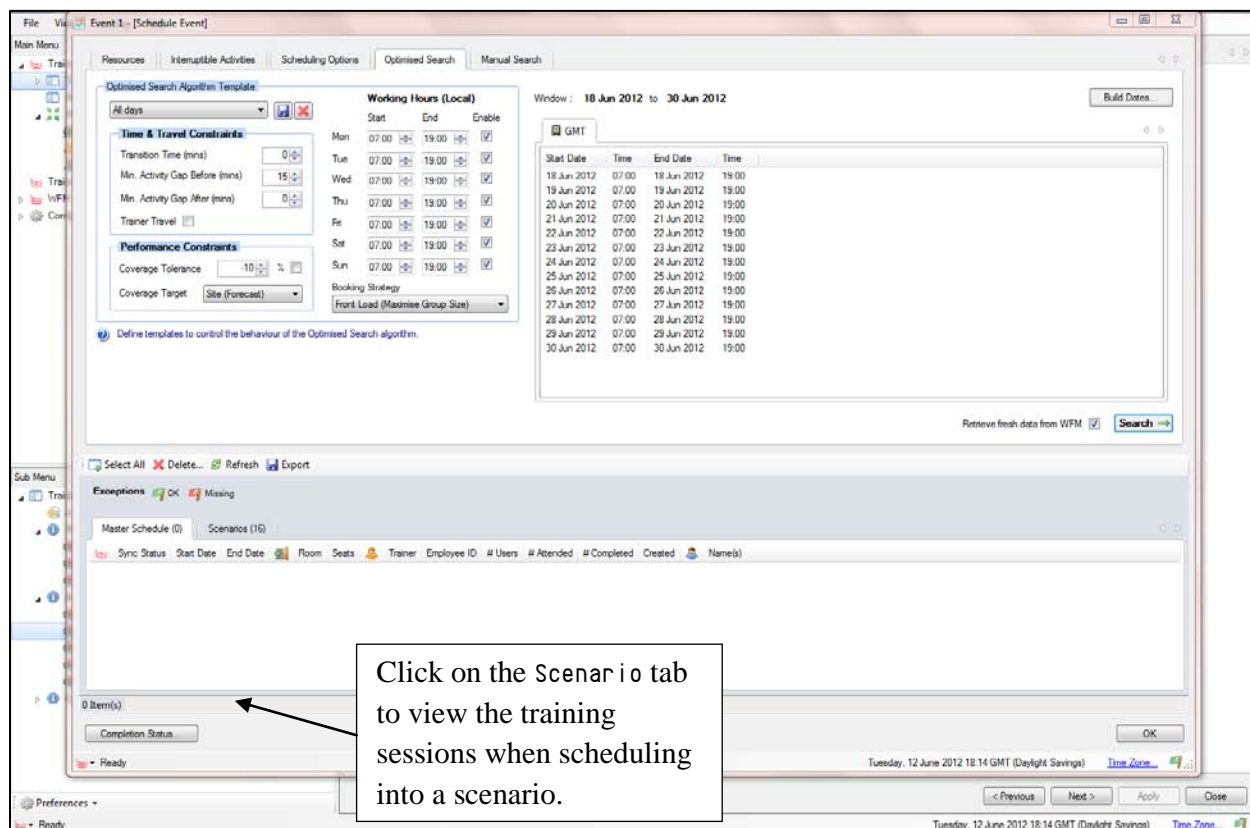 File Vie Event 1 - [Schedule Event]
Main Menu
Resources Interruptible Activities Scheduling Options Optimised Search Manual Search
Optimised Search Algorithm Template
All days
Working Hours (Local)
Start End Enable
Window : 18 Jun 2012 to 30 Jun 2012
Build Dates...
Time & Travel Constraints
Transition Time (mins) 0
Min. Activity Gap Before (mins) 15
Min. Activity Gap After (mins) 0
Trainer Travel
Performance Constraints
Coverage Tolerance -10 %
Coverage Target Site (Forecast)
Mon 07:00 19:00
Tue 07:00 19:00
Wed 07:00 19:00
Thu 07:00 19:00
Fri 07:00 19:00
Sat 07:00 19:00
Sun 07:00 19:00
Booking Strategy
Front Load (Maximise Group Size)
Define templates to control the behaviour of the Optimised Search algorithm.
GMT
Start Date Time End Date Time
18 Jun 2012 07:00 18 Jun 2012 19:00
19 Jun 2012 07:00 19 Jun 2012 19:00
20 Jun 2012 07:00 20 Jun 2012 19:00
21 Jun 2012 07:00 21 Jun 2012 19:00
22 Jun 2012 07:00 22 Jun 2012 19:00
23 Jun 2012 07:00 23 Jun 2012 19:00
24 Jun 2012 07:00 24 Jun 2012 19:00
25 Jun 2012 07:00 25 Jun 2012 19:00
26 Jun 2012 07:00 26 Jun 2012 19:00
27 Jun 2012 07:00 27 Jun 2012 19:00
28 Jun 2012 07:00 28 Jun 2012 19:00
29 Jun 2012 07:00 29 Jun 2012 19:00
30 Jun 2012 07:00 30 Jun 2012 19:00
Retrieve fresh data from WFM Search
Trai
Trai
WFM
Con
Sub Menu
Trai
Select All Delete... Refresh Export
Exceptions OK Missing
Master Schedule (0) Scenarios (16)
Sync Status Start Date End Date Room Seats Trainer Employee ID # Users # Attended # Completed Created Name(s)
Click on the Scenario tab
to view the training
sessions when scheduling
into a scenario.
0 Item(s)
Completion Status... OK
Ready Tuesday, 12 June 2012 18:14 GMT (Daylight Savings) Time Zone...
Preferences < Previous Next > Apply Close
Ready Tuesday, 12 June 2012 18:14 GMT (Daylight Savings) Time Zone...